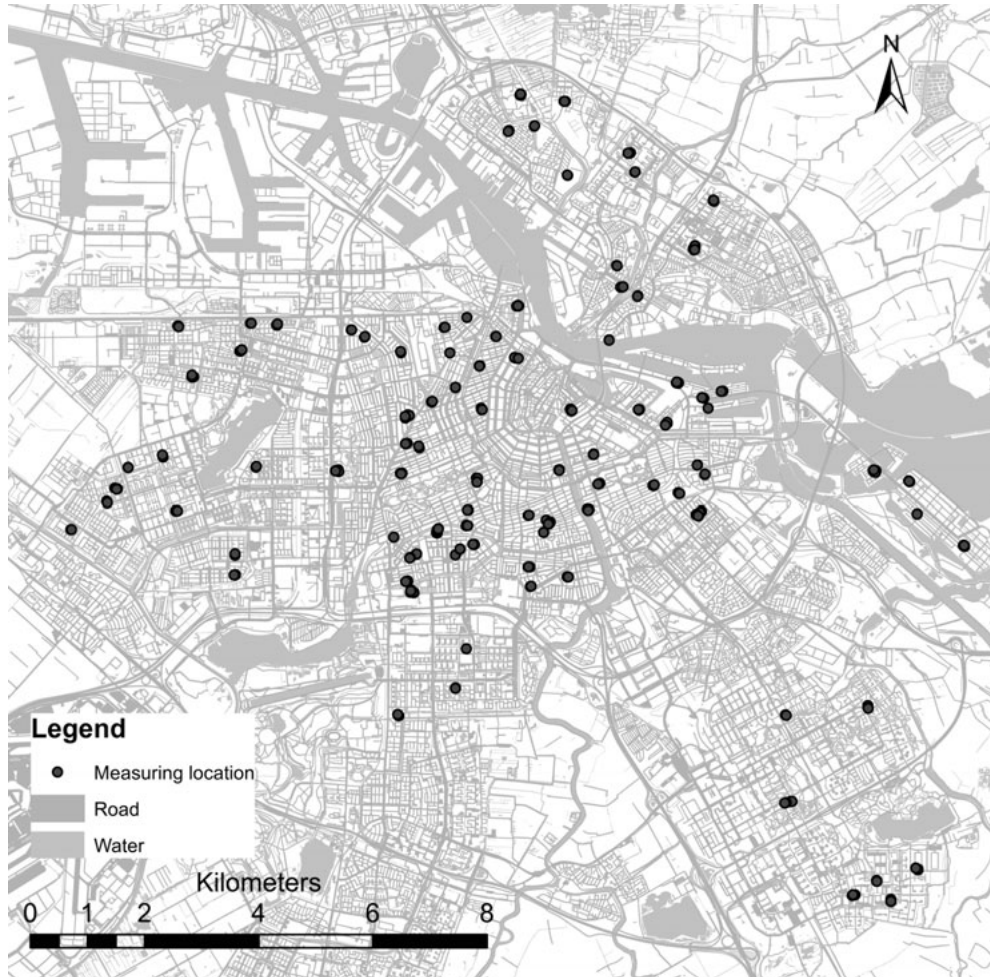 N
Legend
Measuring location
Road
Water
Kilometers
0 1 2 4 6 8